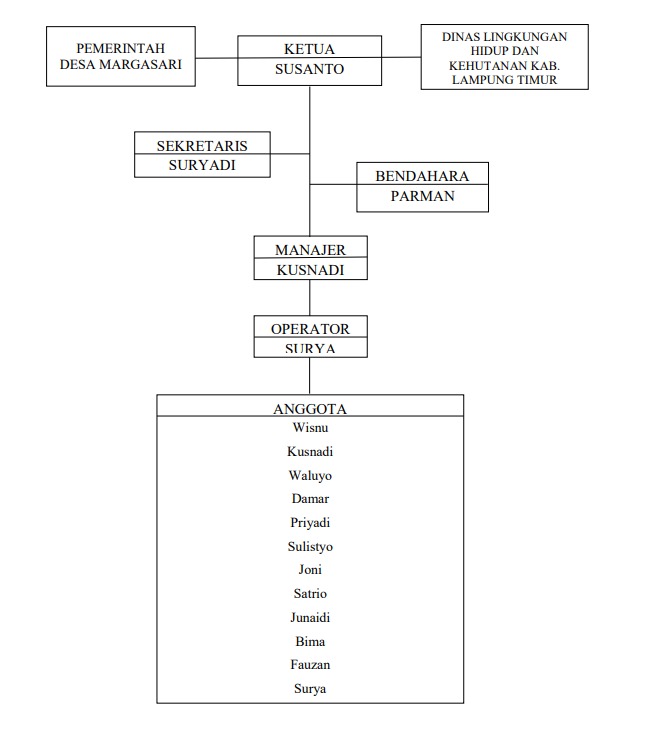 PEMERINTAH
DESA MARGASARI
KETUA
SUSANTO
DINAS LINGKUNGAN
HIDUP DAN
KEHUTANAN KAB.
LAMPUNG TIMUR
SEKRETARIS
SURYADI
BENDAHARA
PARMAN
MANAJER
KUSNADI
OPERATOR
SURYA
ANGGOTA
Wisnu
Kusnadi
Waluyo
Damar
Priyadi
Sulistyo
Joni
Satrio
Junaidi
Bima
Fauzan
Surya